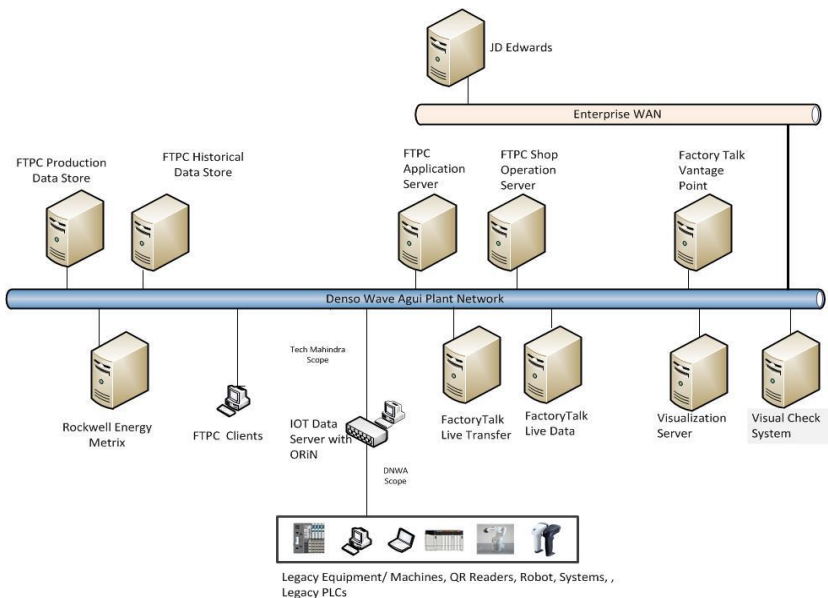 JD Edwards
Enterprise WAN
FTPC Production
Data Store
FTPC Historical
Data Store
FTPC
Application
Server
FTPC Shop
Operation
Server
Factory Talk
Vantage
Point
Denso Wave Agui Plant Network
Rockwell Energy
Metrix
FTPC Clients
Tech Mahindra
Scope
IOT Data
Server with
ORiN
DNWA
Scope
FactoryTalk
Live Transfer
FactoryTalk
Live Data
Visualization
Server
Visual Check
System
Legacy Equipment/ Machines, QR Readers, Robot, Systems, ,
Legacy PLCs